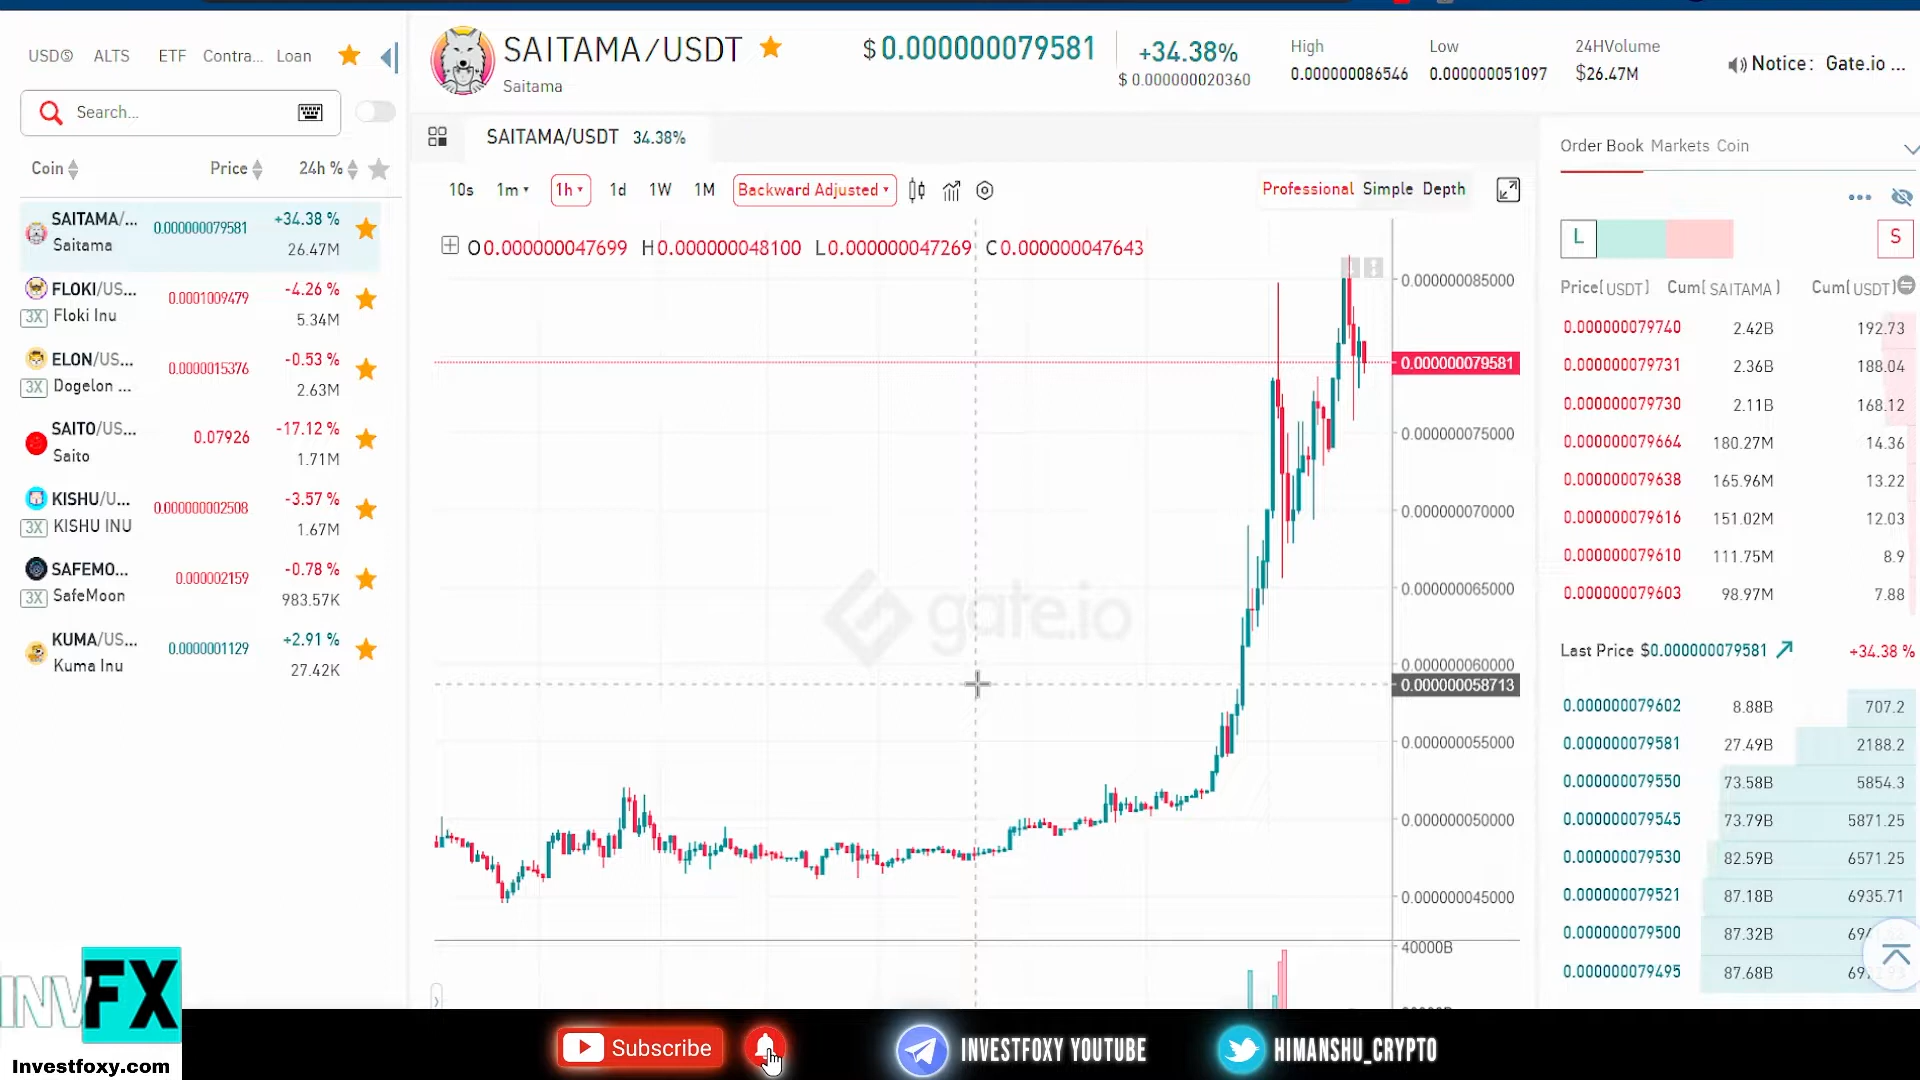 USDⓈ ALTS ETF Contra... Loan
Search...
Coin Price 24h %
SAITAMA/... 0.000000079581 +34.38 %
Saitama 26.47M
FLOKI/US... 0.0001009479 -4.26 %
3X Floki Inu 5.34M
ELON/US... 0.0000015376 -0.53 %
3X Dogelon ... 2.63M
SAITO/US... 0.07926 -17.12 %
Saito 1.71M
KISHU/U... 0.000000002508 -3.57 %
3X KISHU INU 1.67M
SAFEMO... 0.000002159 -0.78 %
3X SafeMoon 983.57K
KUMA/US... 0.0000001129 +2.91 %
Kuma Inu 27.42K
SAITAMA/USDT
Saitama
$0.000000079581
+34.38%
$ 0.000000020360
High
0.000000086546
Low
0.000000051097
24HVolume
$26.47M
Notice: Gate.io ...
SAITAMA/USDT 34.38%
10s 1m 1h 1d 1W 1M Backward Adjusted
Professional Simple Depth
O 0.000000047699 H 0.000000048100 L 0.000000047269 C 0.000000047643
0.000000085000
0.000000079581
0.000000075000
0.000000070000
0.000000065000
0.000000060000
0.000000058713
0.000000055000
0.000000050000
0.000000045000
40000B
gate.io
Order Book Markets Coin
L S
Price(USDT) Cum(SAITAMA) Cum(USDT)
0.000000079740 2.42B 192.73
0.000000079731 2.36B 188.04
0.000000079730 2.11B 168.12
0.000000079664 180.27M 14.36
0.000000079638 165.96M 13.22
0.000000079616 151.02M 12.03
0.000000079610 111.75M 8.9
0.000000079603 98.97M 7.88
Last Price $0.000000079581 +34.38 %
0.000000079602 8.88B 707.2
0.000000079581 27.49B 2188.2
0.000000079550 73.58B 5854.3
0.000000079545 73.79B 5871.25
0.000000079530 82.59B 6571.25
0.000000079521 87.18B 6935.71
0.000000079500 87.32B
0.000000079495 87.68B
INVFX
Investfoxy.com
Subscribe
INVESTFOXY YOUTUBE
HIMANSHU_CRYPTO